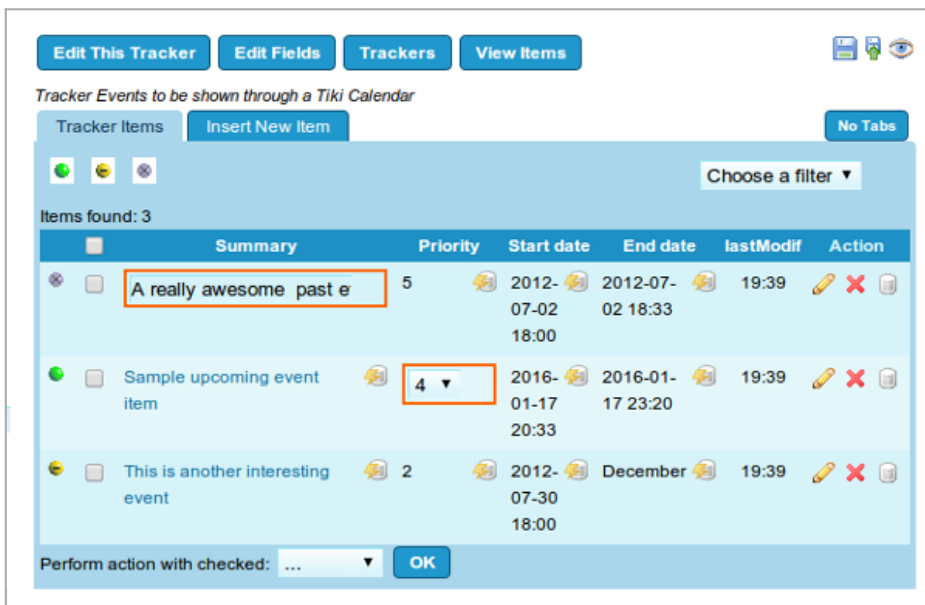 Edit This Tracker Edit Fields Trackers View Items
Tracker Events to be shown through a Tiki Calendar
Tracker Items Insert New Item No Tabs
Choose a filter
Items found: 3
Summary Priority Start date End date lastModif Action
A really awesome past e 5 2012- 2012-07- 19:39
07-02 02 18:33
18:00
Sample upcoming event 4 2016- 2016-01- 19:39
item 01-17 17 23:20
20:33
This is another interesting 2 2012- December 19:39
event 07-30
18:00
Perform action with checked: ... OK